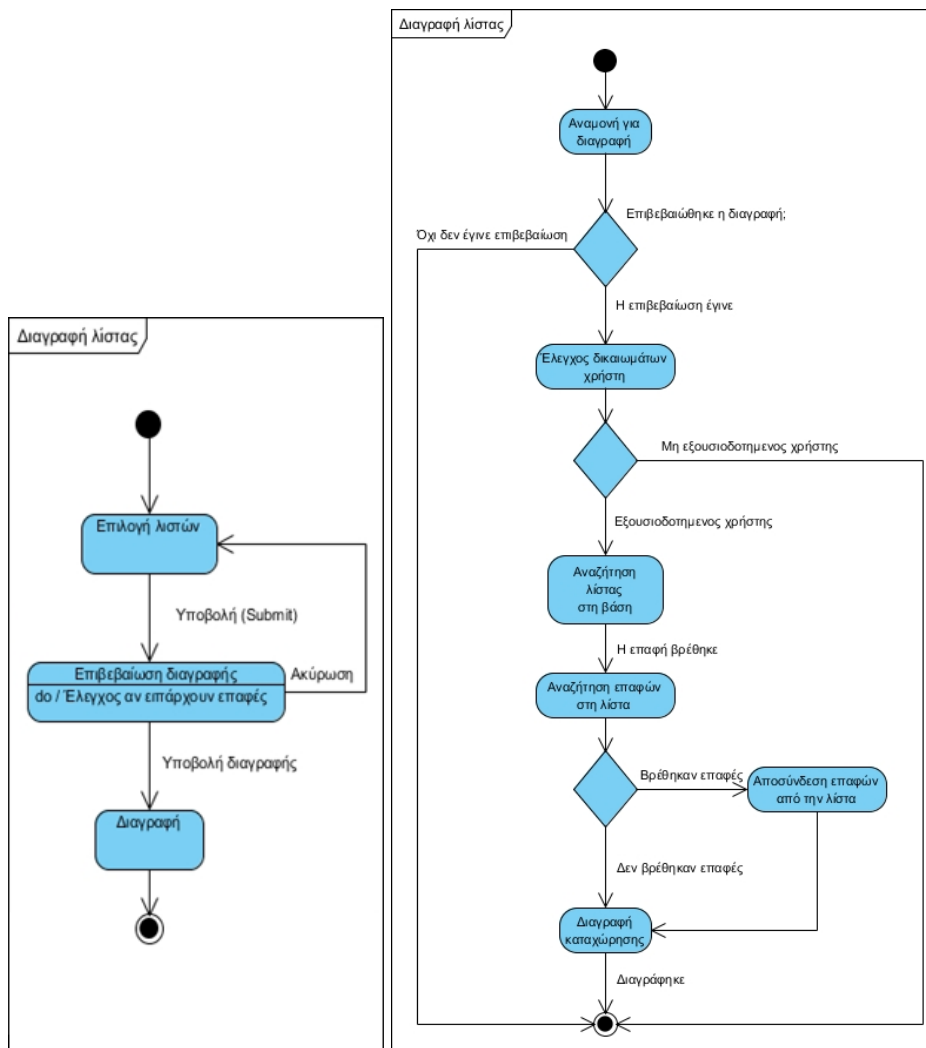 Διαγραφή λίστας
Επιλογή λιστών
Υποβολή (Submit)
Επιβεβαίωση διαγραφής
Ακύρωση
do / Έλεγχος αν ειπάρχουν επαφές
Υποβολή διαγραφής
Διαγραφή
Διαγραφή λίστας
Αναμονή για
διαγραφή
Επιβεβαιώθηκε η διαγραφή;
Όχι δεν έγινε επιβεβαίωση
Η επιβεβαίωση έγινε
Έλεγχος δικαιωμάτων
χρήστη
Μη εξουσιοδοτημενος χρήστης
Εξουσιοδοτημενος χρήστης
Αναζήτηση
λίστας
στη βάση
Η επαφή βρέθηκε
Αναζήτηση επαφών
στη λίστα
Βρέθηκαν επαφές
Αποσύνδεση επαφών
από την λίστα
Δεν βρέθηκαν επαφές
Διαγραφή
καταχώρησης
Διαγράφηκε